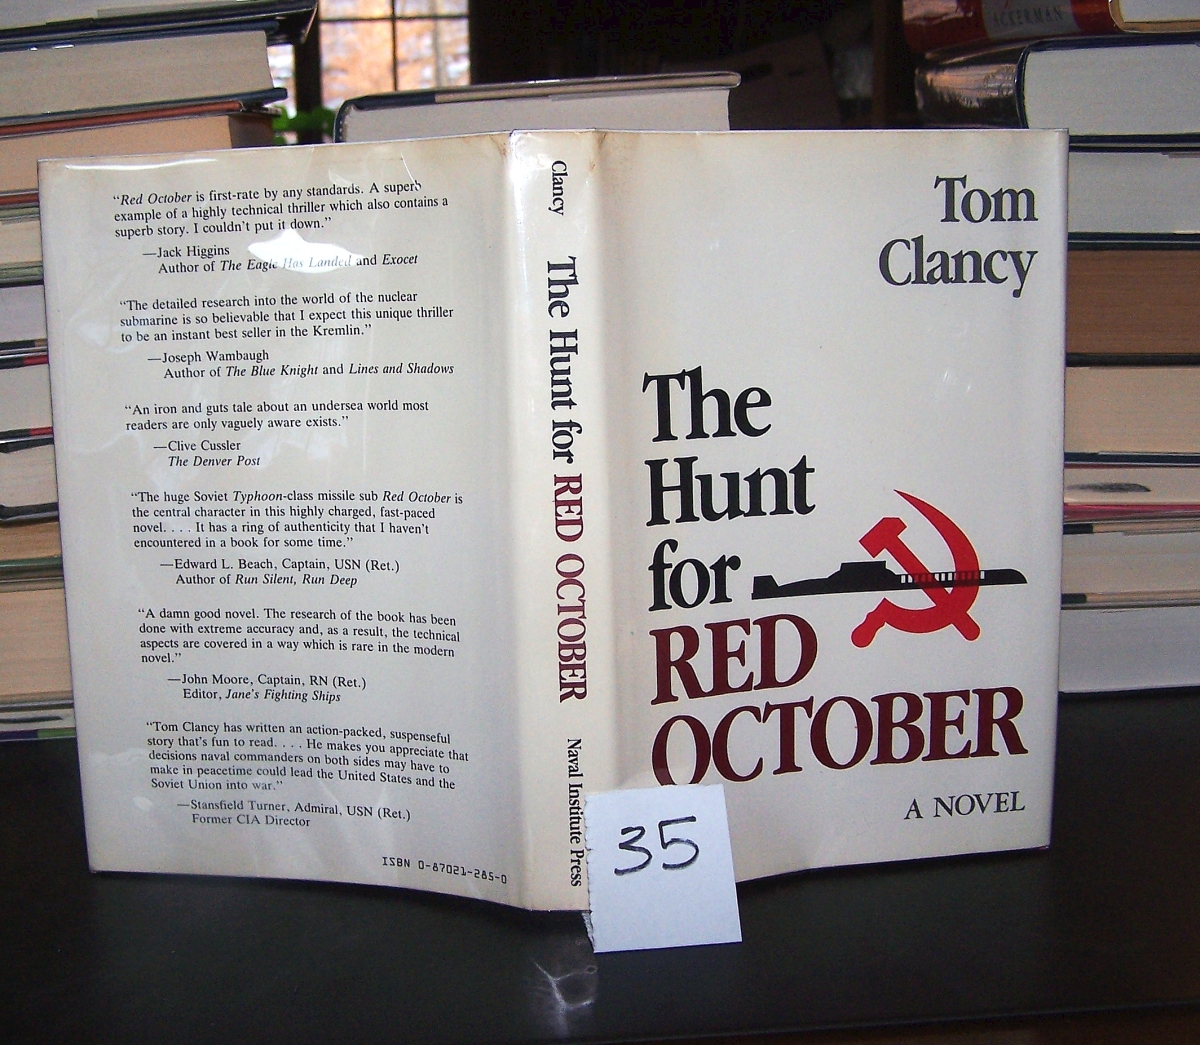 ACKERMAN
"Red October is first-rate by any standards. A superb
example of a highly technical thriller which also contains a
superb story. I couldn't put it down."
—Jack Higgins
Author of The Eagle Has Landed and Exocet
"The detailed research into the world of the nuclear
submarine is so believable that I expect this unique thriller
to be an instant best seller in the Kremlin."
—Joseph Wambaugh
Author of The Blue Knight and Lines and Shadows
"An iron and guts tale about an undersea world most
readers are only vaguely aware exists."
—Clive Cussler
The Denver Post
"The huge Soviet Typhoon-class missile sub Red October is
the central character in this highly charged, fast-paced
novel. . . . It has a ring of authenticity that I haven't
encountered in a book for some time."
—Edward L. Beach, Captain, USN (Ret.)
Author of Run Silent, Run Deep
"A damn good novel. The research of the book has been
done with extreme accuracy and, as a result, the technical
aspects are covered in a way which is rare in the modern
novel."
—John Moore, Captain, RN (Ret.)
Editor, Jane's Fighting Ships
"Tom Clancy has written an action-packed, suspenseful
story that's fun to read. . . . He makes you appreciate that
decisions naval commanders on both sides may have to
make in peacetime could lead the United States and the
Soviet Union into war."
—Stansfield Turner, Admiral, USN (Ret.)
Former CIA Director
ISBN 0-87021-285-0
Clancy The Hunt for RED OCTOBER Naval Institute Press
Tom
Clancy
The
Hunt
for
RED
OCTOBER
A NOVEL
35